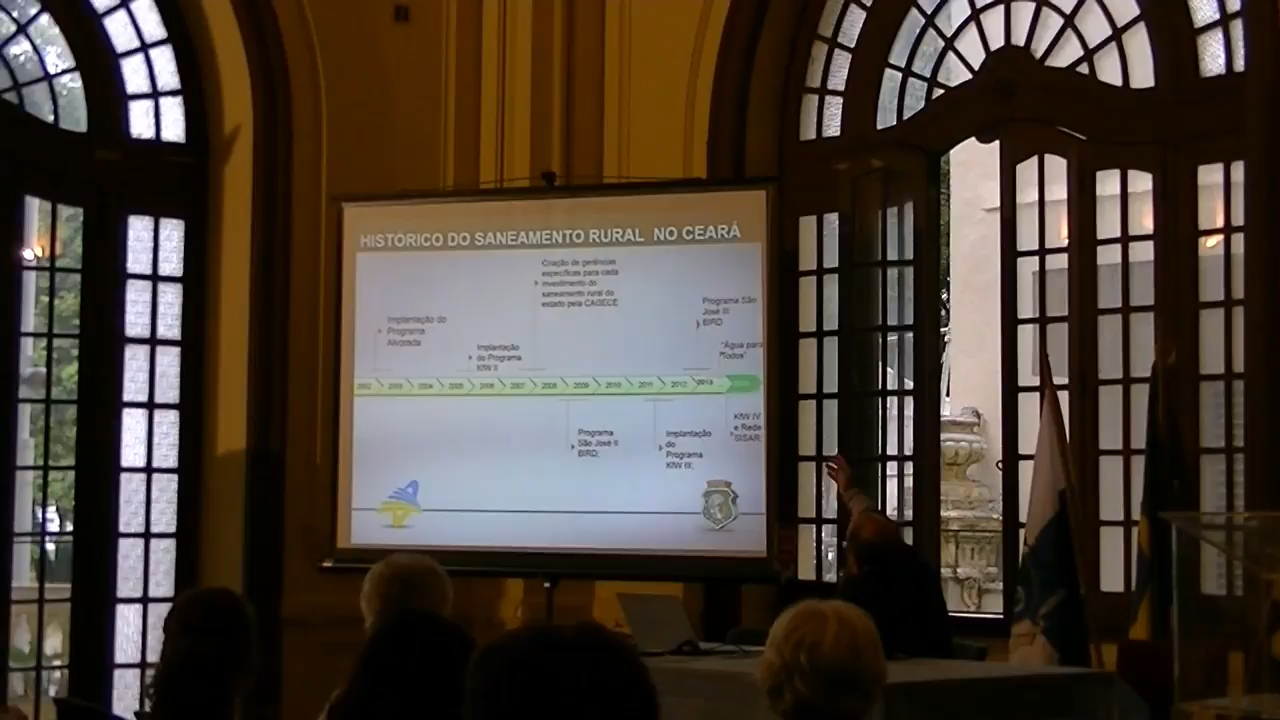 HISTÓRICO DO SANEAMENTO RURAL NO CEARÁ
Criação de gerências
específicas para cada
investimento do
saneamento rural do
estado pela CAGECE
Implantação do
Programa
Alvorada
Implantação
do Programa
KfW II
Programa São
José III
BIRD
"Água para
Todos"
2002 2003 2004 2005 2006 2007 2008 2009 2010 2011 2012 2013
Programa
São José II
BIRD;
Implantação
do
Programa
KfW III;
KfW IV
e Rede
SISAR;